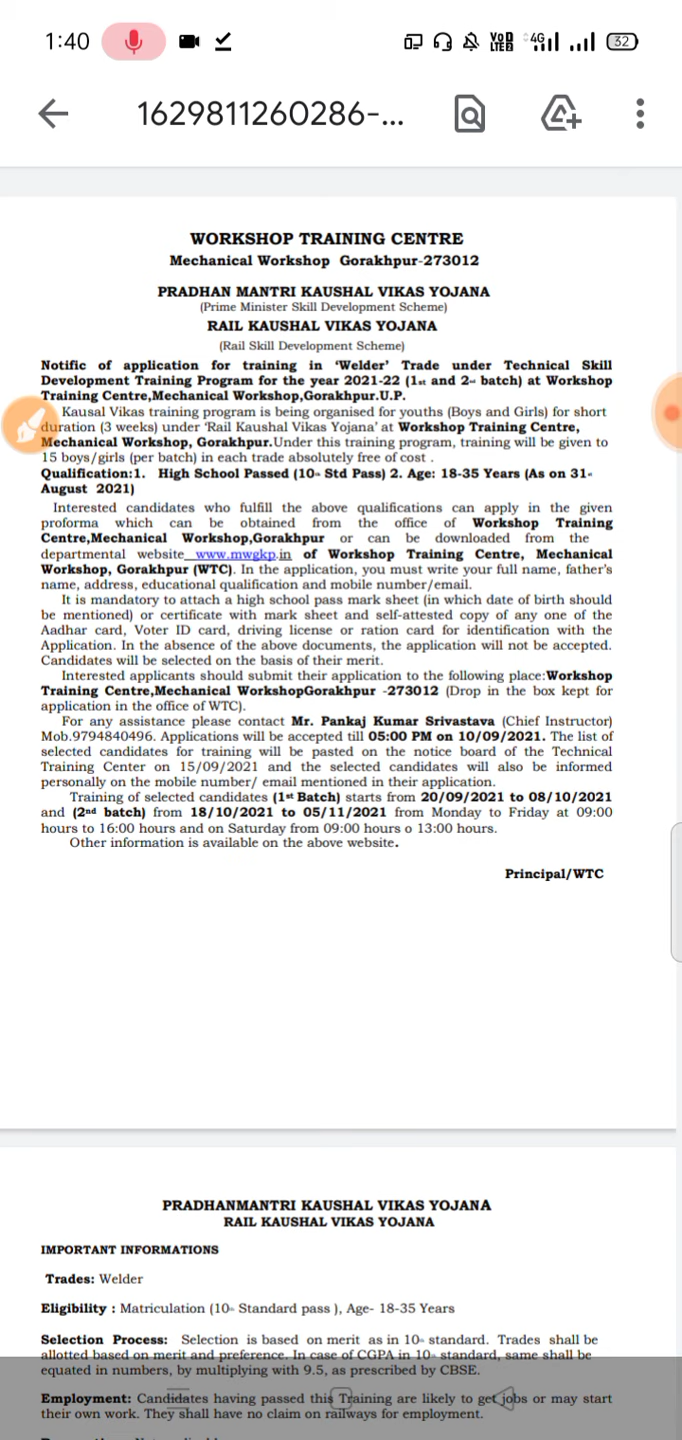 1:40
VoD LTE2 4G 32
1629811260286-...
WORKSHOP TRAINING CENTRE
Mechanical Workshop Gorakhpur-273012
PRADHAN MANTRI KAUSHAL VIKAS YOJANA
(Prime Minister Skill Development Scheme)
RAIL KAUSHAL VIKAS YOJANA
(Rail Skill Development Scheme)
Notific of application for training in ‘Welder’ Trade under Technical Skill
Development Training Program for the year 2021-22 (1st and 2nd batch) at Workshop
Training Centre,Mechanical Workshop,Gorakhpur.U.P.
Kausal Vikas training program is being organised for youths (Boys and Girls) for short
duration (3 weeks) under ‘Rail Kaushal Vikas Yojana’ at Workshop Training Centre,
Mechanical Workshop, Gorakhpur.Under this training program, training will be given to
15 boys/girls (per batch) in each trade absolutely free of cost .
Qualification:1. High School Passed (10th Std Pass) 2. Age: 18-35 Years (As on 31st
August 2021)
Interested candidates who fulfill the above qualifications can apply in the given
proforma which can be obtained from the office of Workshop Training
Centre,Mechanical Workshop,Gorakhpur or can be downloaded from the
departmental website www.mwgkp.in of Workshop Training Centre, Mechanical
Workshop, Gorakhpur (WTC). In the application, you must write your full name, father’s
name, address, educational qualification and mobile number/email.
It is mandatory to attach a high school pass mark sheet (in which date of birth should
be mentioned) or certificate with mark sheet and self-attested copy of any one of the
Aadhar card, Voter ID card, driving license or ration card for identification with the
Application. In the absence of the above documents, the application will not be accepted.
Candidates will be selected on the basis of their merit.
Interested applicants should submit their application to the following place:Workshop
Training Centre,Mechanical WorkshopGorakhpur -273012 (Drop in the box kept for
application in the office of WTC).
For any assistance please contact Mr. Pankaj Kumar Srivastava (Chief Instructor)
Mob.9794840496. Applications will be accepted till 05:00 PM on 10/09/2021. The list of
selected candidates for training will be pasted on the notice board of the Technical
Training Center on 15/09/2021 and the selected candidates will also be informed
personally on the mobile number/ email mentioned in their application.
Training of selected candidates (1st Batch) starts from 20/09/2021 to 08/10/2021
and (2nd batch) from 18/10/2021 to 05/11/2021 from Monday to Friday at 09:00
hours to 16:00 hours and on Saturday from 09:00 hours o 13:00 hours.
Other information is available on the above website.
Principal/WTC
PRADHANMANTRI KAUSHAL VIKAS YOJANA
RAIL KAUSHAL VIKAS YOJANA
IMPORTANT INFORMATIONS
Trades: Welder
Eligibility : Matriculation (10th Standard pass ), Age- 18-35 Years
Selection Process: Selection is based on merit as in 10th standard. Trades shall be
allotted based on merit and preference. In case of CGPA in 10th standard, same shall be
equated in numbers, by multiplying with 9.5, as prescribed by CBSE.
Employment: Candidates having passed this Training are likely to get jobs or may start
their own work. They shall have no claim on railways for employment.